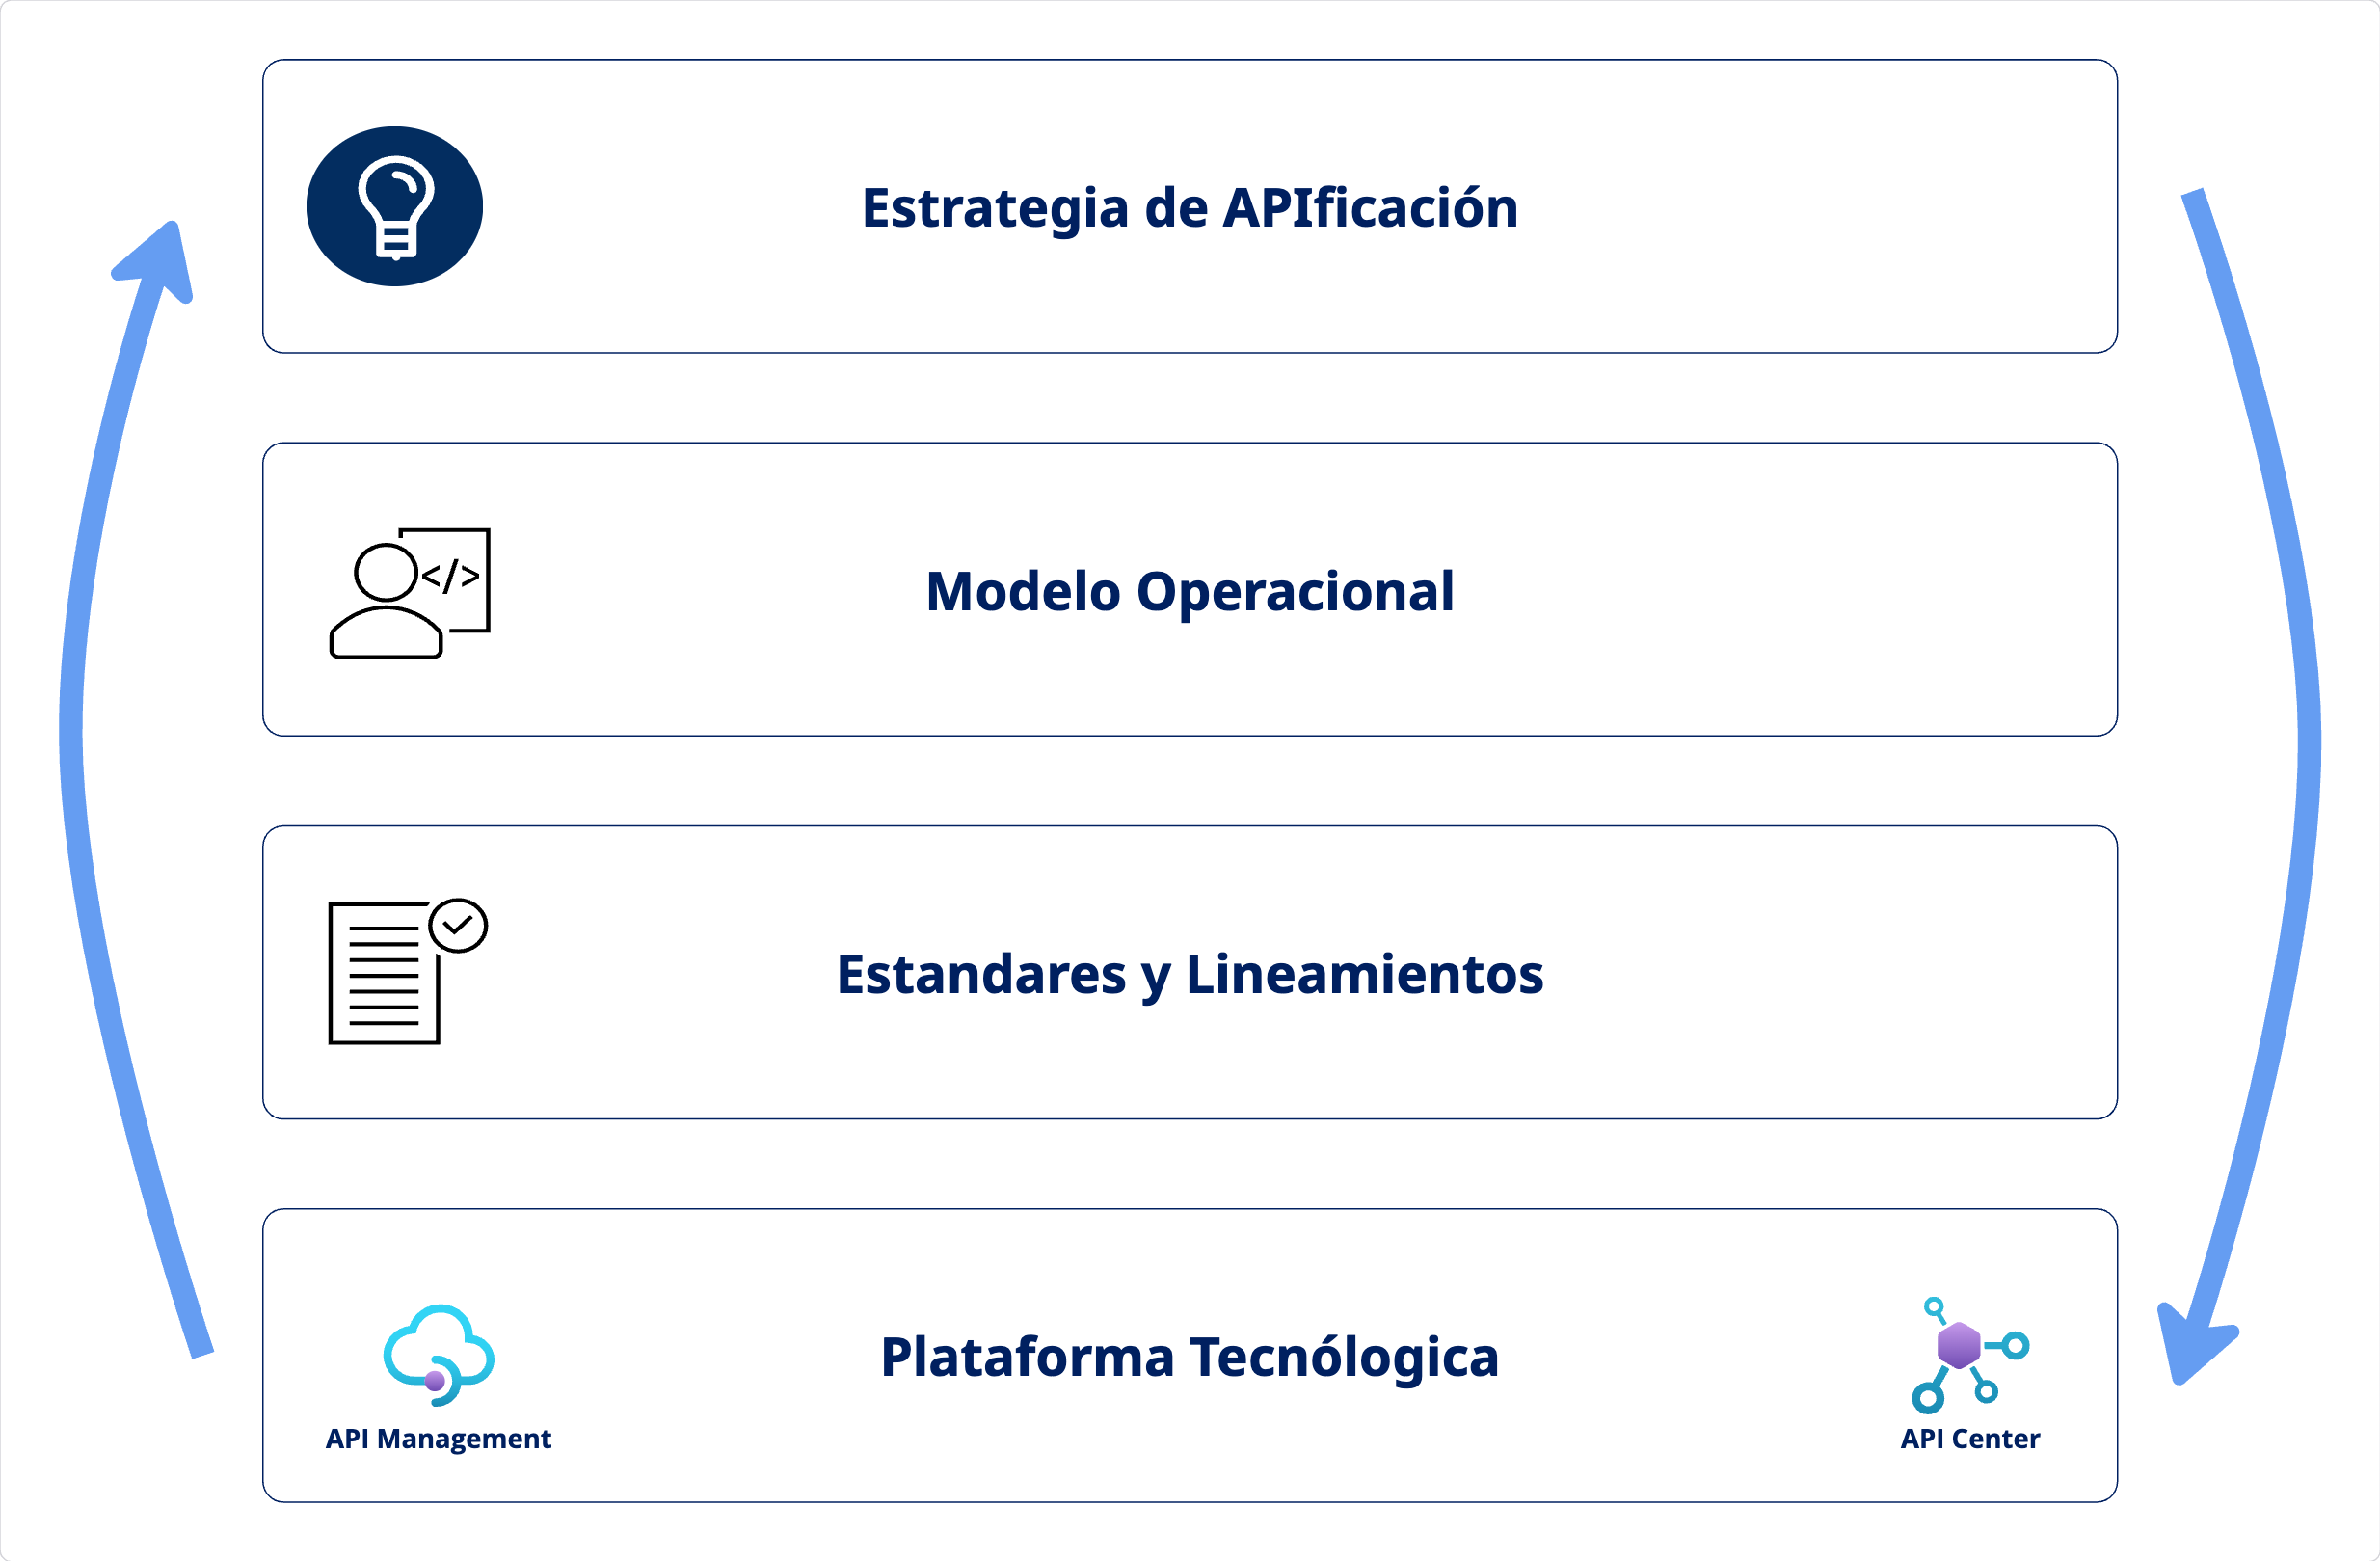 Estrategia de APIficación
</>
Modelo Operacional
Estandares y Lineamientos
Plataforma Tecnólogica
API Management
API Center